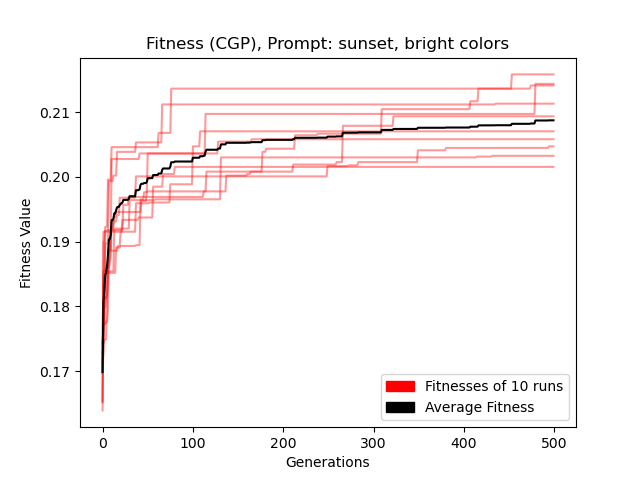 Fitness (CGP), Prompt: sunset, bright colors
Fitness Value
0.21
0.20
0.19
0.18
0.17
0
100
200
300
400
500
Generations
Fitnesses of 10 runs
Average Fitness